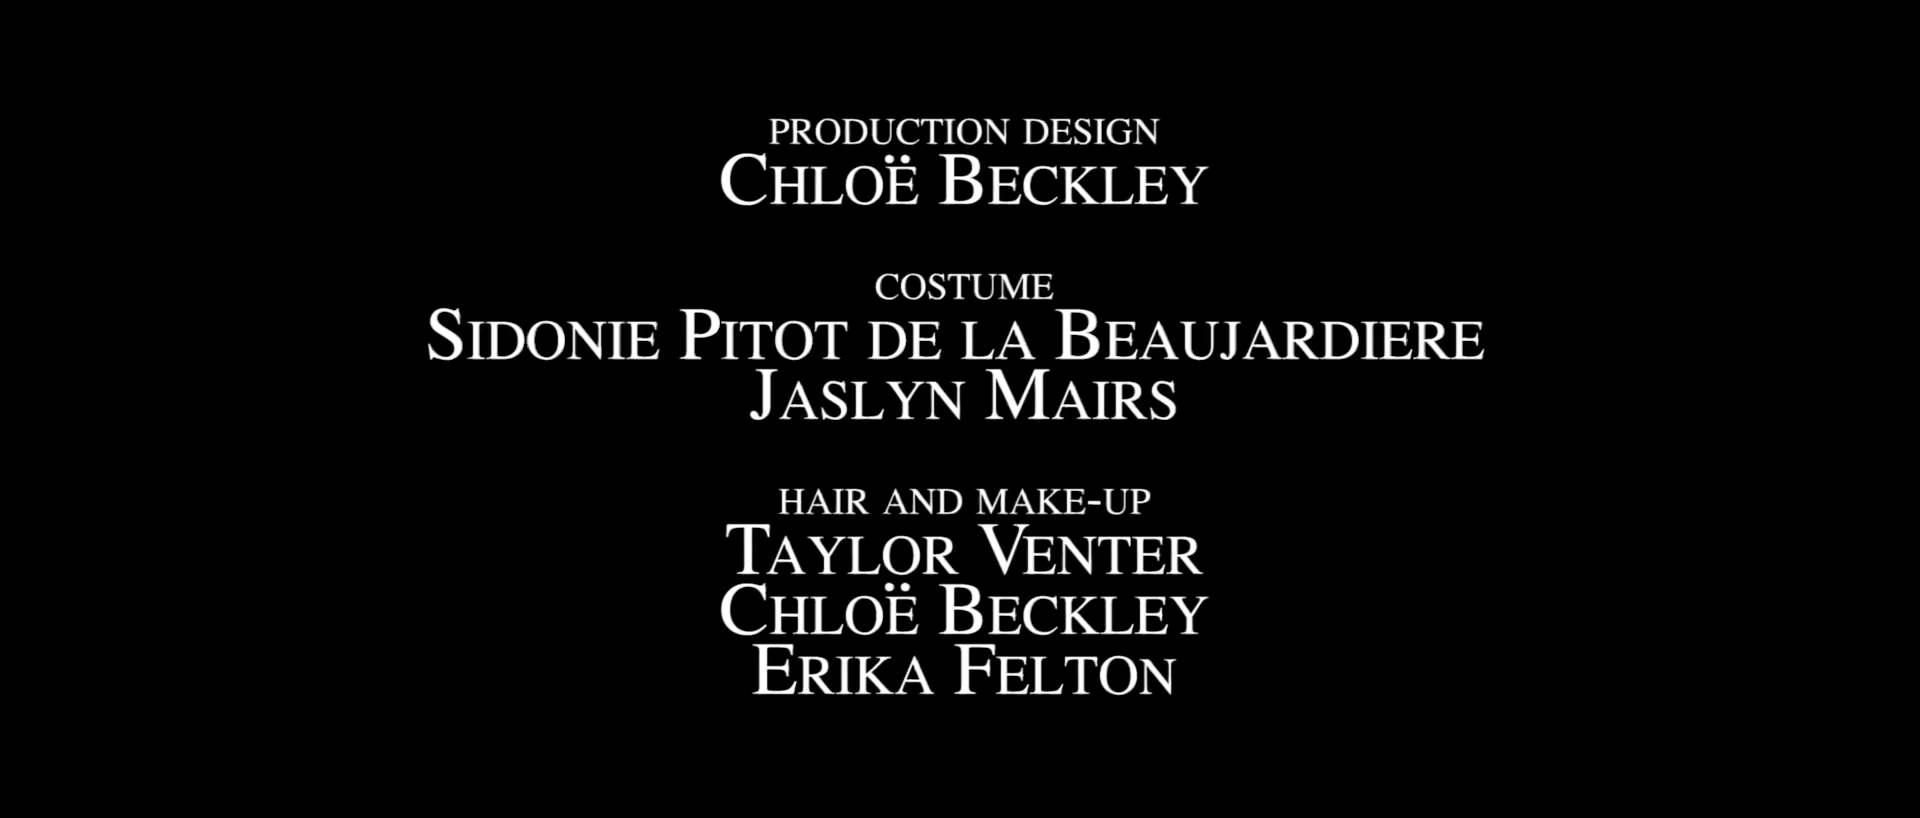 PRODUCTION DESIGN
CHLOË BECKLEY
COSTUME
SIDONIE PITOT DE LA BEAUJARDIERE
JASLYN MAIRS
HAIR AND MAKE-UP
TAYLOR VENTER
CHLOË BECKLEY
ERIKA FELTON